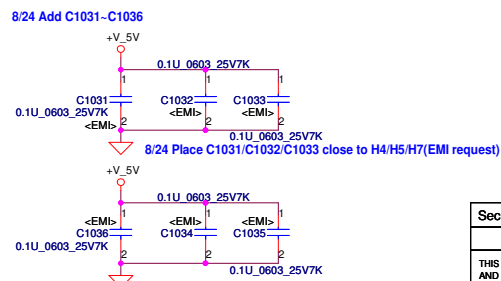 8/24 Add C1031~C1036
+V_5V
0.1U_0603_25V7K
1 1 1
C1031 C1032 C1033
0.1U_0603_25V7K
<EMI> <EMI> <EMI>
2 2 2
0.1U_0603_25V7K
8/24 Place C1031/C1032/C1033 close to H4/H5/H7(EMI request)
+V_5V
0.1U_0603_25V7K
1 1 1
<EMI> <EMI> <EMI>
C1036 C1034 C1035
0.1U_0603_25V7K
2 2 2
0.1U_0603_25V7K
Sec
THIS
AND